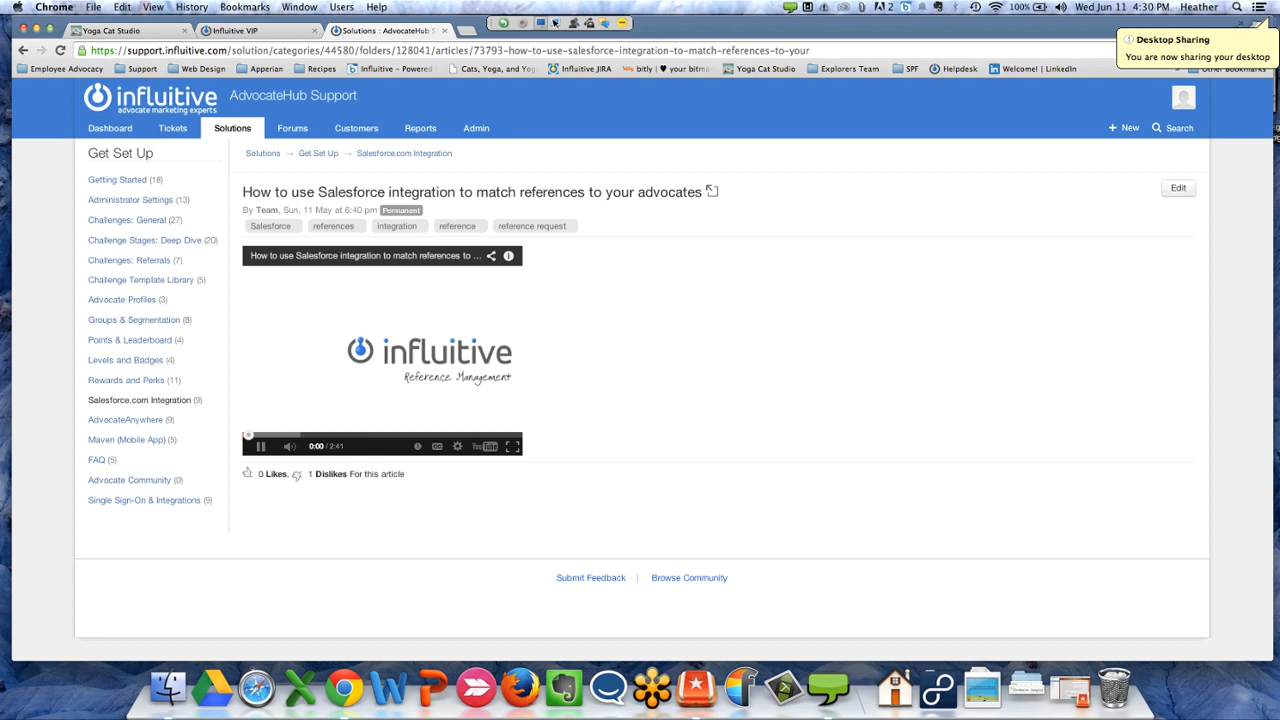 Chrome File Edit View History Bookmarks Window Users Help
2 100% Wed Jun 11 4:30 PM Heather
Yoga Cat Studio Influitive VIP Solutions : AdvocateHub S
https://support.influitive.com/solution/categories/44580/folders/128041/articles/73793-how-to-use-salesforce-integration-to-match-references-to-your
Desktop Sharing
You are now sharing your desktop
Employee Advocacy Support Web Design Apperian Recipes Influitive – Powered Cats, Yoga, and Yog Influitive JIRA bitly | ♥ your bitm Yoga Cat Studio Explorers Team SPF Helpdesk Welcome! | LinkedIn Other Bookmarks
influitive
advocate marketing experts
AdvocateHub Support
Dashboard Tickets Solutions Forums Customers Reports Admin
+ New Search
Get Set Up
Getting Started (18)
Administrator Settings (13)
Challenges: General (27)
Challenge Stages: Deep Dive (20)
Challenges: Referrals (7)
Challenge Template Library (5)
Advocate Profiles (3)
Groups & Segmentation (8)
Points & Leaderboard (4)
Levels and Badges (4)
Rewards and Perks (11)
Salesforce.com Integration (9)
AdvocateAnywhere (9)
Maven (Mobile App) (5)
FAQ (5)
Advocate Community (0)
Single Sign-On & Integrations (9)
Solutions → Get Set Up → Salesforce.com Integration
How to use Salesforce integration to match references to your advocates
Edit
By Team, Sun, 11 May at 6:40 pm Permanent
Salesforce references integration reference reference request
How to use Salesforce integration to match references to ...
influitive
Reference Management
0:00 / 2:41 CC YouTube
0 Likes, 1 Dislikes For this article
Submit Feedback | Browse Community